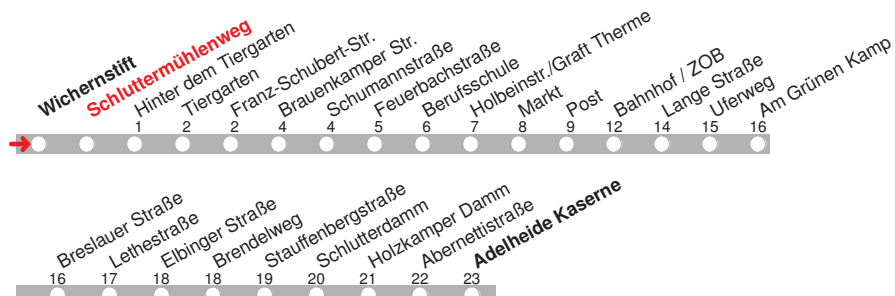 Wichernstift
Schluttermühlenweg
Hinter dem Tiergarten
Tiergarten
Franz-Schubert-Str.
Brauenkamper Str.
Schumannstraße
Feuerbachstraße
Berufsschule
Holbeinstr./Graft Therme
Markt
Post
Bahnhof / ZOB
Lange Straße
Uferweg
Am Grünen Kamp
1 2 2 4 4 5 6 7 8 9 12 14 15 16
Breslauer Straße
Lethestraße
Elbinger Straße
Brendelweg
Stauffenbergstraße
Schlutterdamm
Holzkamper Damm
Abernettistraße
Adelheide Kaserne
16 17 18 18 19 20 21 22 23